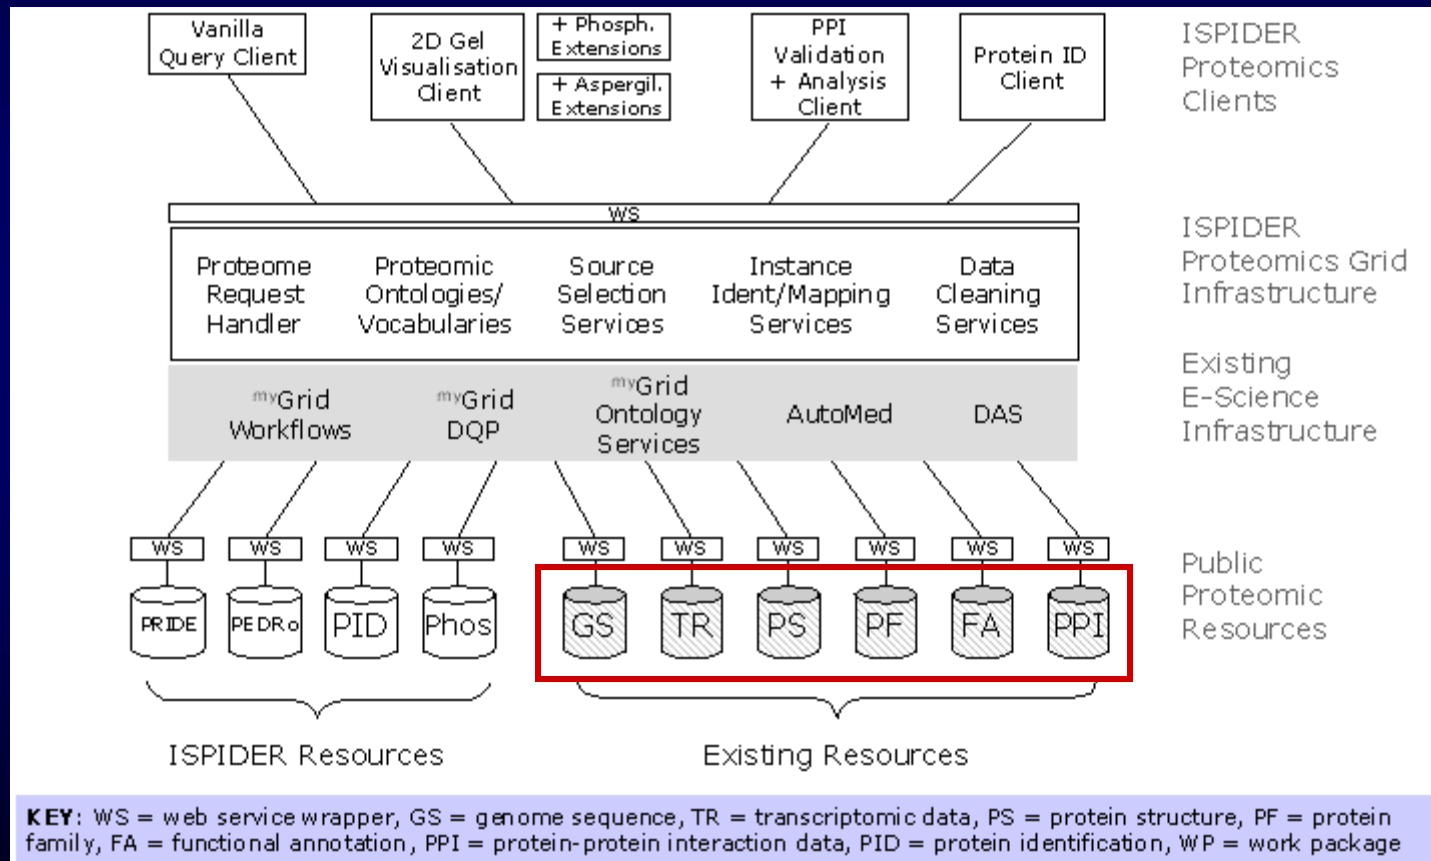 Vanilla
Query Client
2D Gel
Visualisation
Client
+ Phosph.
Extensions
+ Aspergil.
Extensions
PPI
Validation
+ Analysis
Client
Protein ID
Client
ISPIDER
Proteomics
Clients
WS
Proteome
Request
Handler
Proteomic
Ontologies/
Vocabularies
Source
Selection
Services
Instance
Ident/Mapping
Services
Data
Cleaning
Services
ISPIDER
Proteomics Grid
Infrastructure
myGrid
Workflows
myGrid
DQP
myGrid
Ontology
Services
AutoMed
DAS
Existing
E-Science
Infrastructure
WS WS WS WS WS WS WS WS WS WS
PRIDE PEDRo PID Phos GS TR PS PF FA PPI
Public
Proteomic
Resources
ISPIDER Resources
Existing Resources
KEY: WS = web service wrapper, GS = genome sequence, TR = transcriptomic data, PS = protein structure, PF = protein
family, FA = functional annotation, PPI = protein-protein interaction data, PID = protein identification, WP = work package